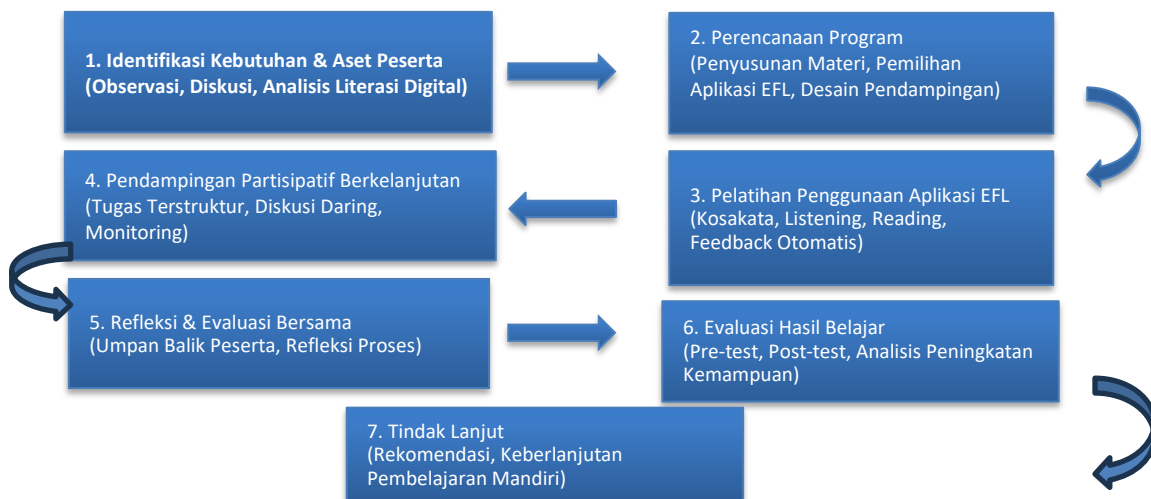 1. Identifikasi Kebutuhan & Aset Peserta
(Observasi, Diskusi, Analisis Literasi Digital)
2. Perencanaan Program
(Penyusunan Materi, Pemilihan
Aplikasi EFL, Desain Pendampingan)
3. Pelatihan Penggunaan Aplikasi EFL
(Kosakata, Listening, Reading,
Feedback Otomatis)
4. Pendampingan Partisipatif Berkelanjutan
(Tugas Terstruktur, Diskusi Daring,
Monitoring)
5. Refleksi & Evaluasi Bersama
(Umpan Balik Peserta, Refleksi Proses)
6. Evaluasi Hasil Belajar
(Pre-test, Post-test, Analisis Peningkatan
Kemampuan)
7. Tindak Lanjut
(Rekomendasi, Keberlanjutan
Pembelajaran Mandiri)